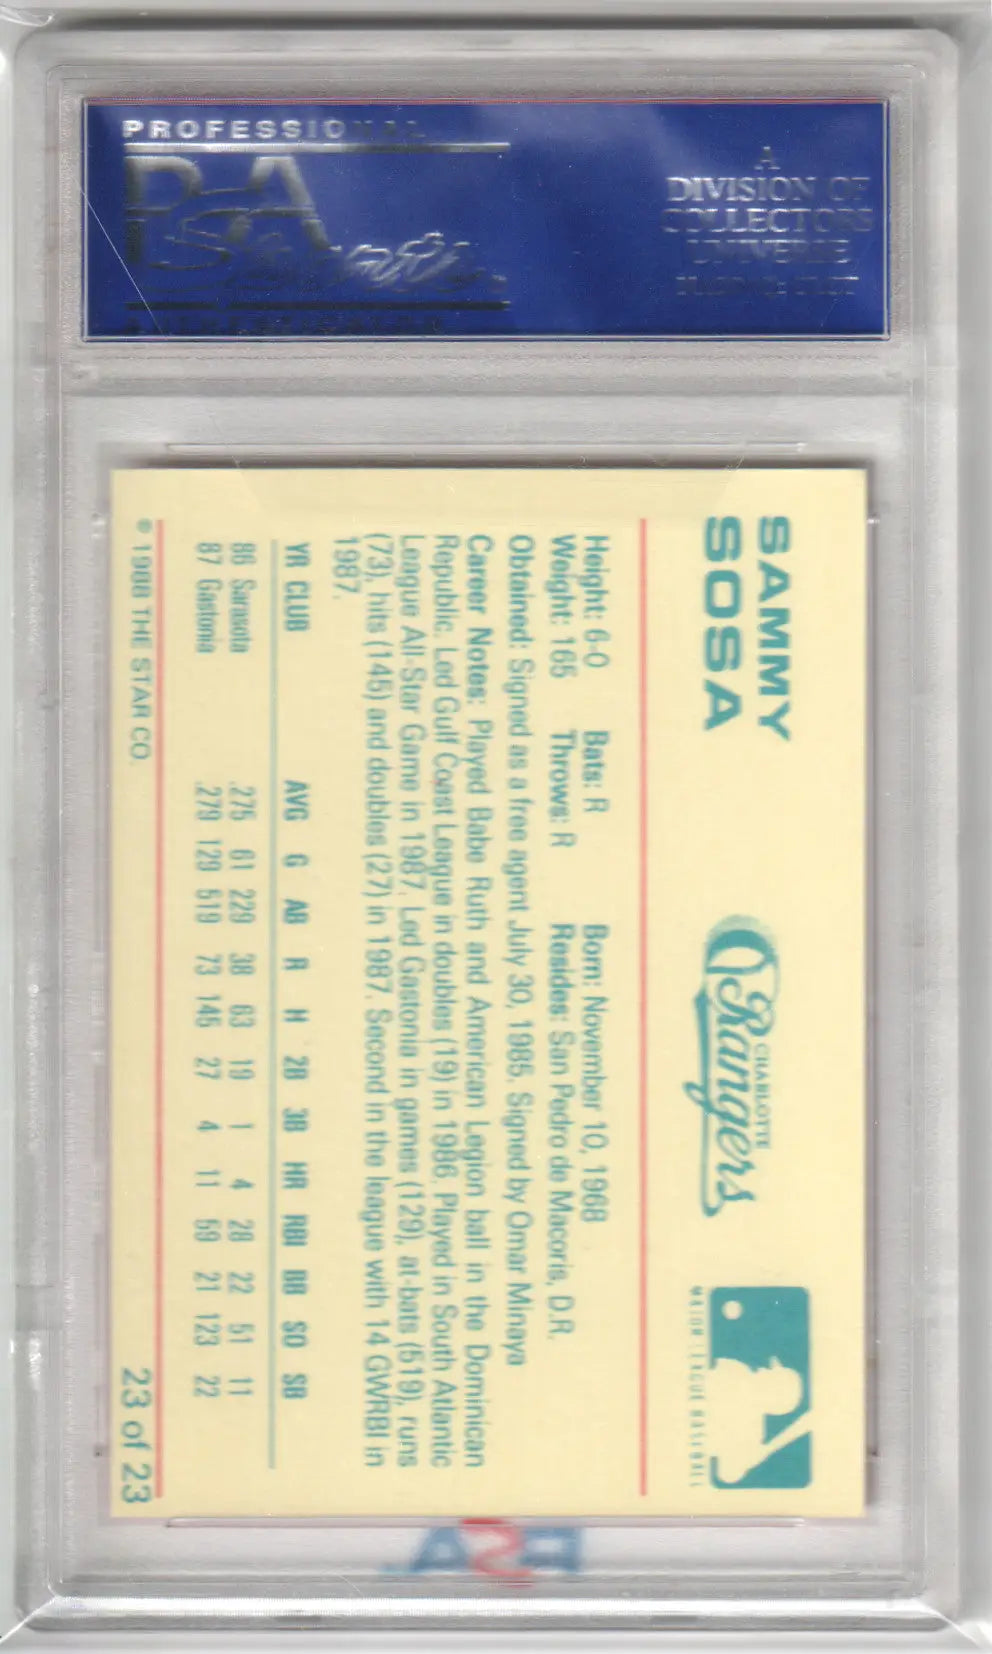 PROFESSIONAL
PSA
A
DIVISION OF
COLLECTORS
UNIVERSE
SAMMY
SOSA
CHARLOTTE
Rangers
MAJOR LEAGUE BASEBALL
Height: 6-0 Bats: R Born: November 10, 1968
Weight: 165 Throws: R Resides: San Pedro de Macoris, D.R.
Obtained: Signed as a free agent July 30, 1985. Signed by Omar Minaya
Career Notes: Played Babe Ruth and American Legion ball in the Dominican
Republic. Led Gulf Coast League in doubles (19) in 1986. Played in South Atlantic
League All-Star Game in 1987. Led Gastonia in games (129), at-bats (519), runs
(73), hits (145) and doubles (27) in 1987. Second in the league with 14 GWRBI in
1987.
YR CLUB AVG G AB R H 2B 3B HR RBI BB SO SB
86 Sarasota .275 61 229 38 63 19 1 4 28 22 51 11
87 Gastonia .279 129 519 73 145 27 4 11 59 21 123 22
© 1988 THE STAR CO. 23 of 23
PSA